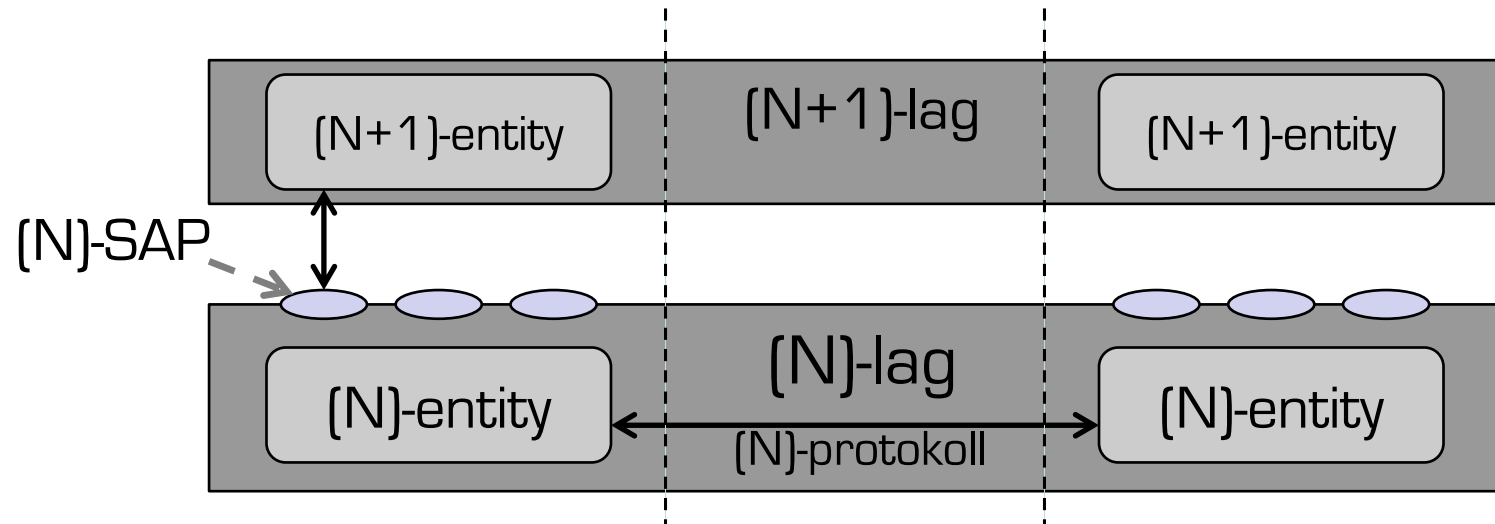 (N+1)-entity
(N+1)-lag
(N+1)-entity
(N)-SAP
(N)-lag
(N)-entity
(N)-protokoll
(N)-entity